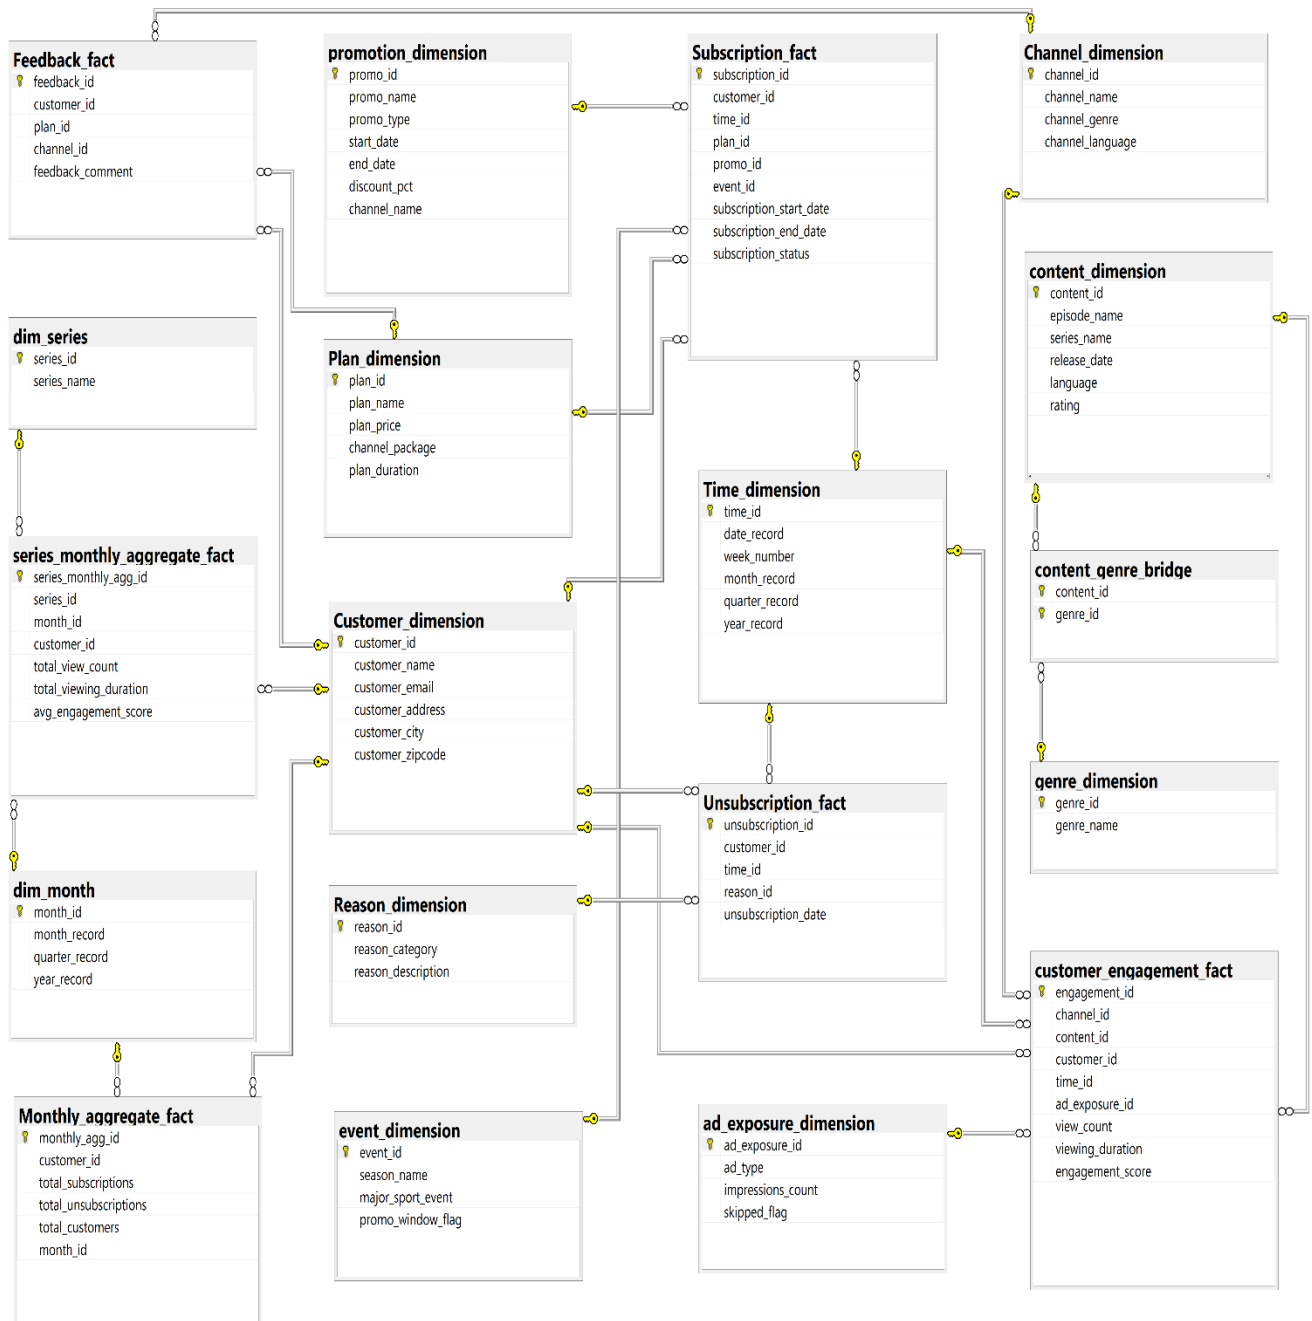 Feedback_fact
feedback_id
customer_id
plan_id
channel_id
feedback_comment
promotion_dimension
promo_id
promo_name
promo_type
start_date
end_date
discount_pct
channel_name
Subscription_fact
subscription_id
customer_id
time_id
plan_id
promo_id
event_id
subscription_start_date
subscription_end_date
subscription_status
Channel_dimension
channel_id
channel_name
channel_genre
channel_language
content_dimension
content_id
episode_name
series_name
release_date
language
rating
dim_series
series_id
series_name
Plan_dimension
plan_id
plan_name
plan_price
channel_package
plan_duration
Time_dimension
time_id
date_record
week_number
month_record
quarter_record
year_record
series_monthly_aggregate_fact
series_monthly_agg_id
series_id
month_id
customer_id
total_view_count
total_viewing_duration
avg_engagement_score
content_genre_bridge
content_id
genre_id
Customer_dimension
customer_id
customer_name
customer_email
customer_address
customer_city
customer_zipcode
genre_dimension
genre_id
genre_name
Unsubscription_fact
unsubscription_id
customer_id
time_id
reason_id
unsubscription_date
dim_month
month_id
month_record
quarter_record
year_record
Reason_dimension
reason_id
reason_category
reason_description
customer_engagement_fact
engagement_id
channel_id
content_id
customer_id
time_id
ad_exposure_id
view_count
viewing_duration
engagement_score
Monthly_aggregate_fact
monthly_agg_id
customer_id
total_subscriptions
total_unsubscriptions
total_customers
month_id
event_dimension
event_id
season_name
major_sport_event
promo_window_flag
ad_exposure_dimension
ad_exposure_id
ad_type
impressions_count
skipped_flag